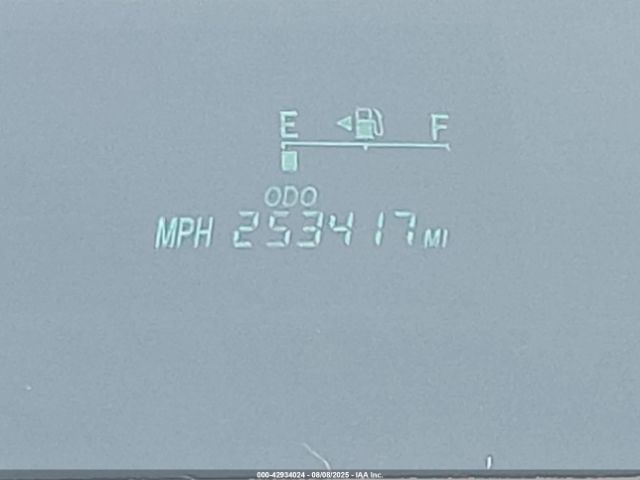 E F
ODO
MPH 253417 MI
000-42934024 - 08/08/2025 - IAA Inc.